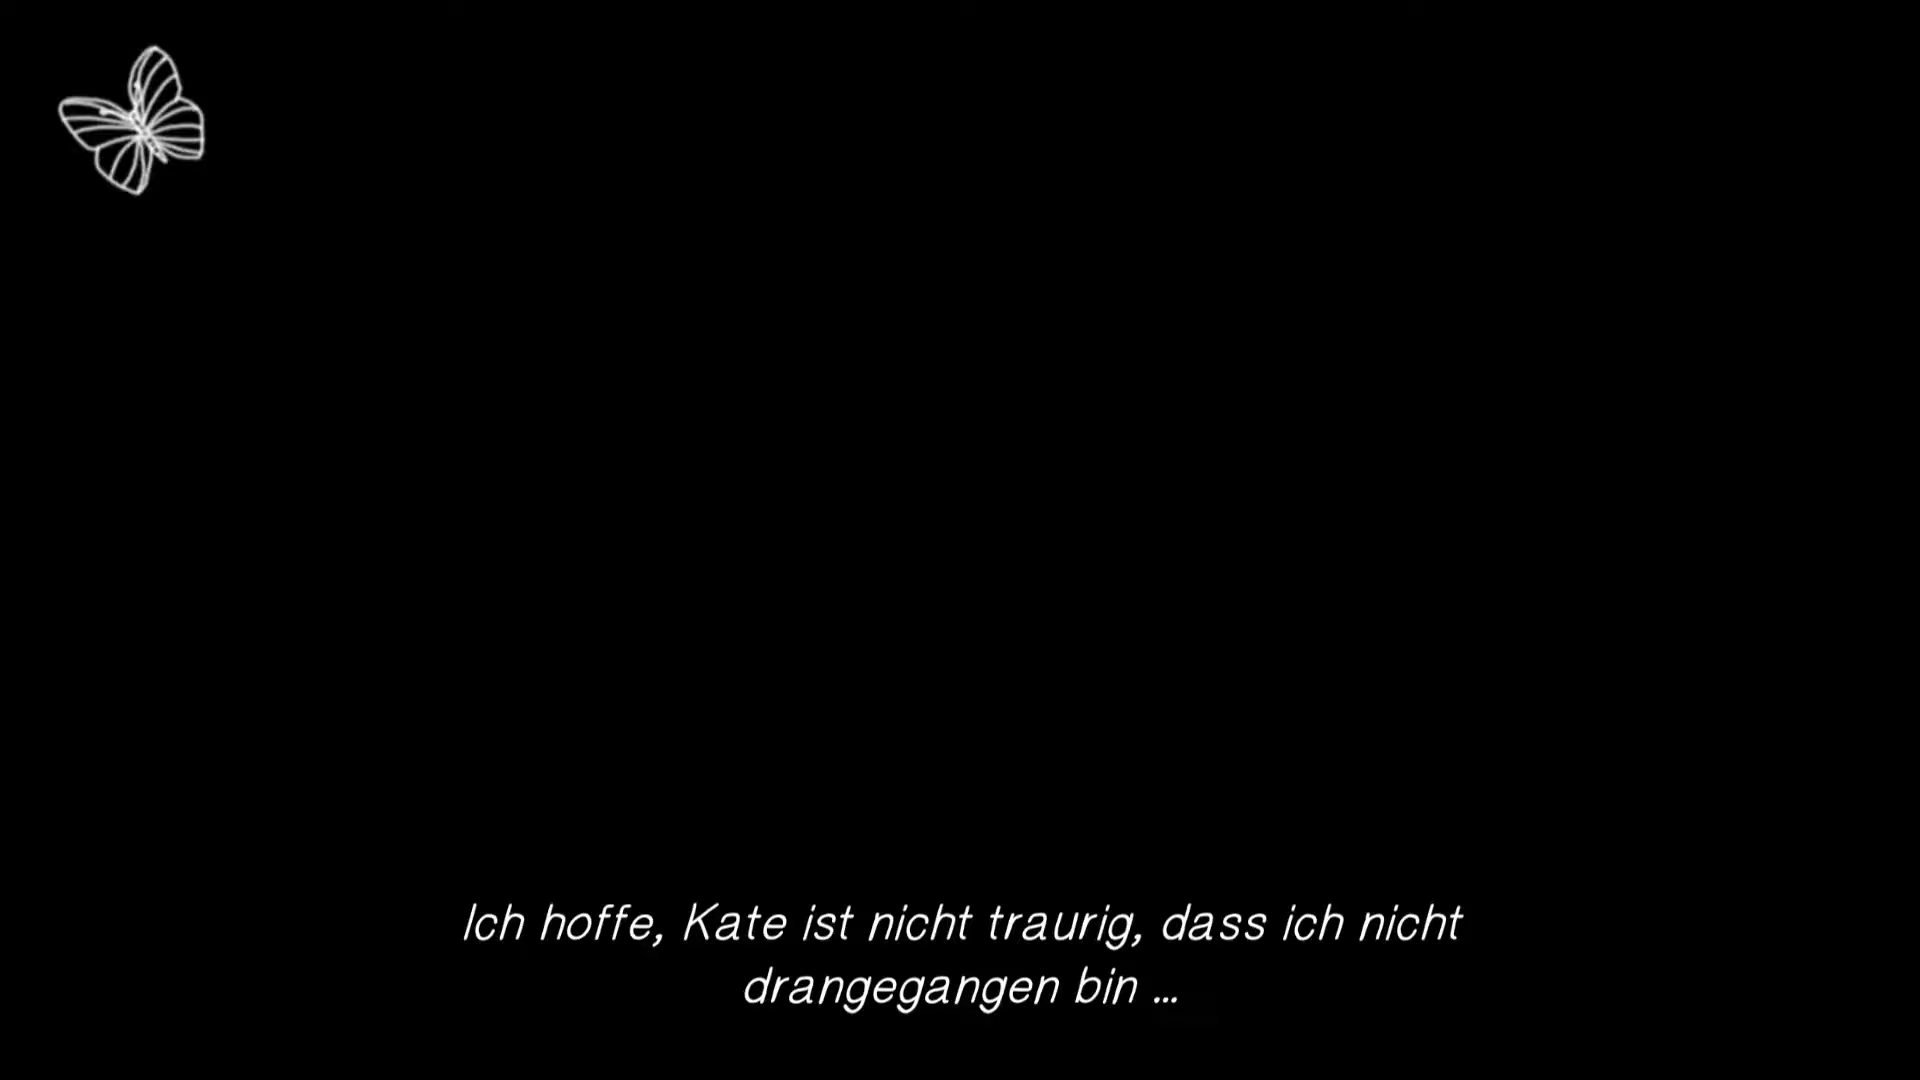 Ich hoffe, Kate ist nicht traurig, dass ich nicht
drangegangen bin ...